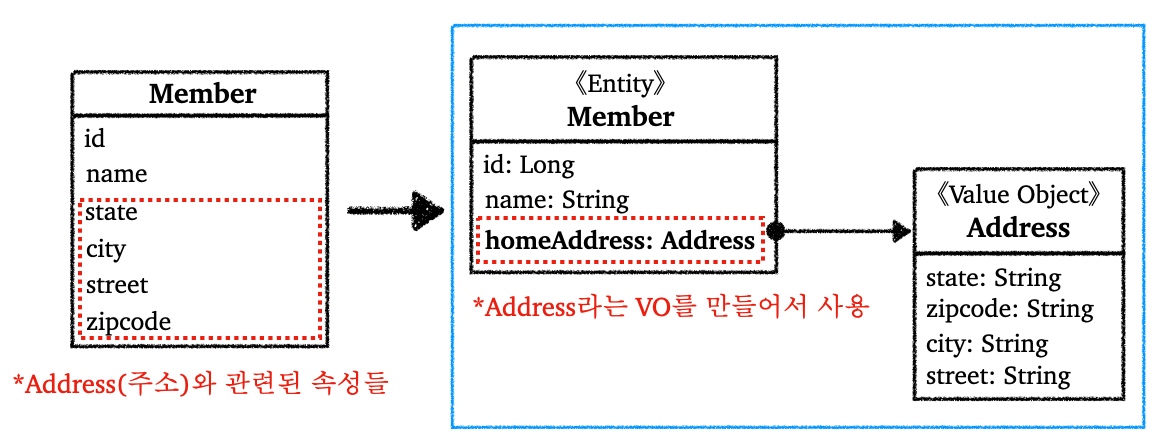 Member
id
name
state
city
street
zipcode
*Address(주소)와 관련된 속성들
《Entity》
Member
id: Long
name: String
homeAddress: Address
*Address라는 VO를 만들어서 사용
《Value Object》
Address
state: String
zipcode: String
city: String
street: String